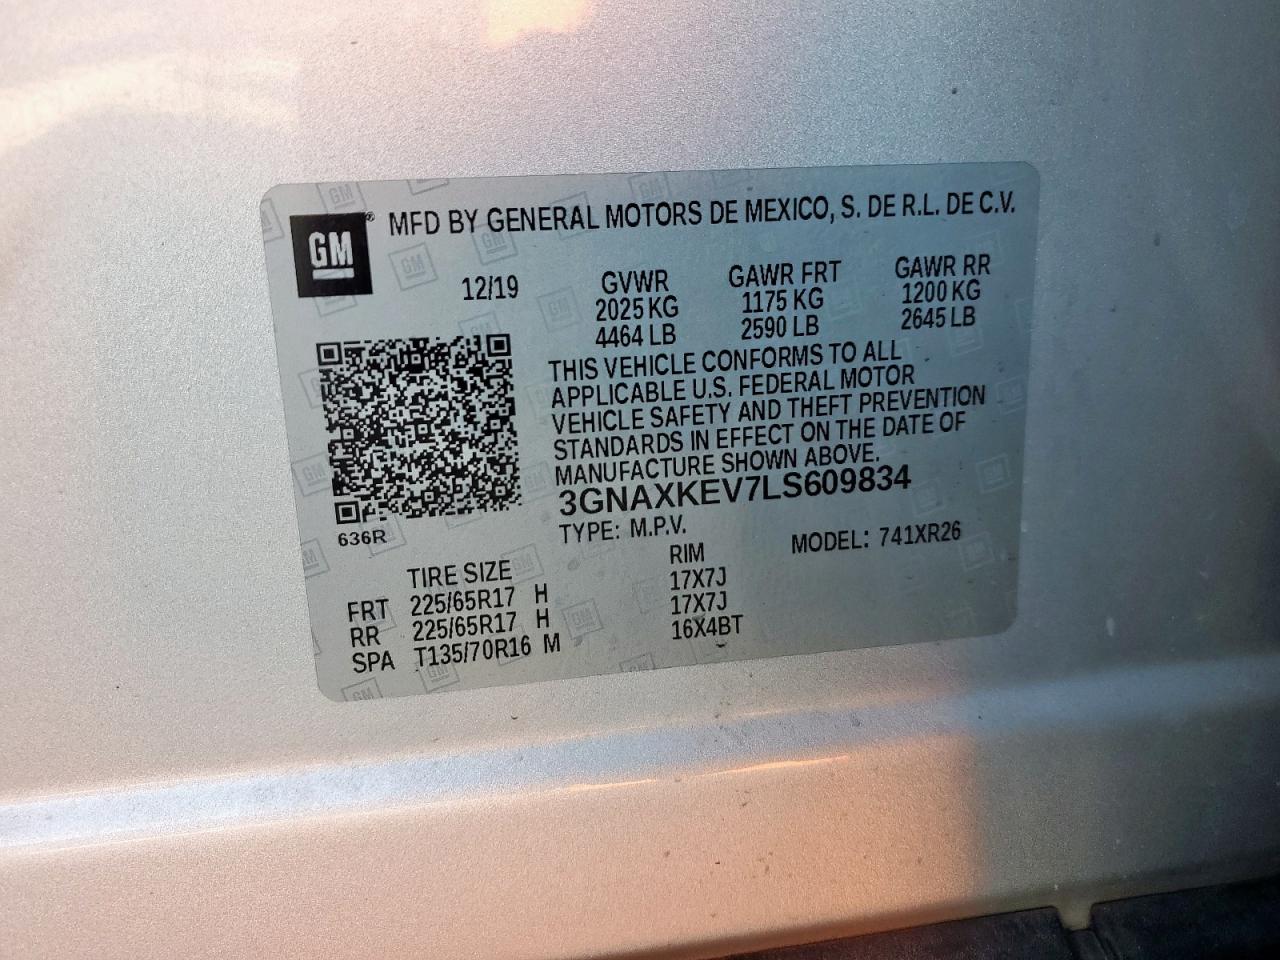 GM® MFD BY GENERAL MOTORS DE MEXICO, S. DE R.L. DE C.V.
12/19 GVWR GAWR FRT GAWR RR
2025 KG 1175 KG 1200 KG
4464 LB 2590 LB 2645 LB
THIS VEHICLE CONFORMS TO ALL
APPLICABLE U.S. FEDERAL MOTOR
VEHICLE SAFETY AND THEFT PREVENTION
STANDARDS IN EFFECT ON THE DATE OF
MANUFACTURE SHOWN ABOVE.
3GNAXKEV7LS609834
636R TYPE: M.P.V. MODEL: 741XR26
TIRE SIZE RIM
FRT 225/65R17 H 17X7J
RR 225/65R17 H 17X7J
SPA T135/70R16 M 16X4BT